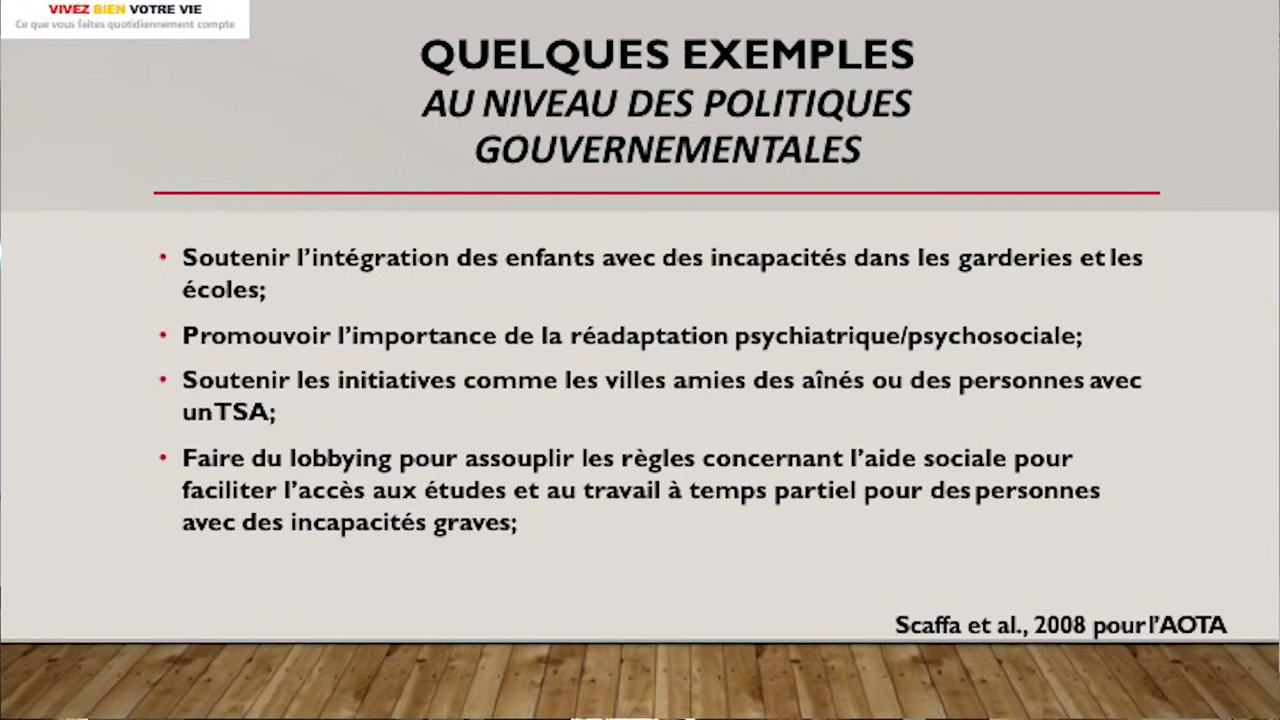 VIVEZ BIEN VOTRE VIE
Ce que vous faites quotidiennement compte
QUELQUES EXEMPLES
AU NIVEAU DES POLITIQUES
GOUVERNEMENTALES
• Soutenir l’intégration des enfants avec des incapacités dans les garderies et les
écoles;
• Promouvoir l’importance de la réadaptation psychiatrique/psychosociale;
• Soutenir les initiatives comme les villes amies des aînés ou des personnes avec
un TSA;
• Faire du lobbying pour assouplir les règles concernant l’aide sociale pour
faciliter l’accès aux études et au travail à temps partiel pour des personnes
avec des incapacités graves;
Scaffa et al., 2008 pour l’AOTA